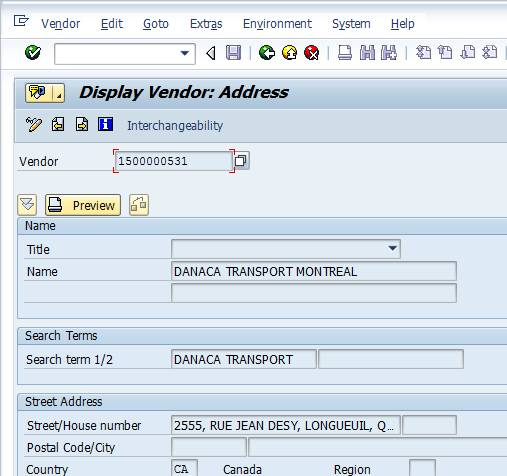 Vendor Edit Goto Extras Environment System Help
Display Vendor: Address
Interchangeability
Vendor 1500000531
Preview
Name
Title
Name DANACA TRANSPORT MONTREAL
Search Terms
Search term 1/2 DANACA TRANSPORT
Street Address
Street/House number 2555, RUE JEAN DESY, LONGUEUIL, Q...
Postal Code/City
Country CA Canada Region